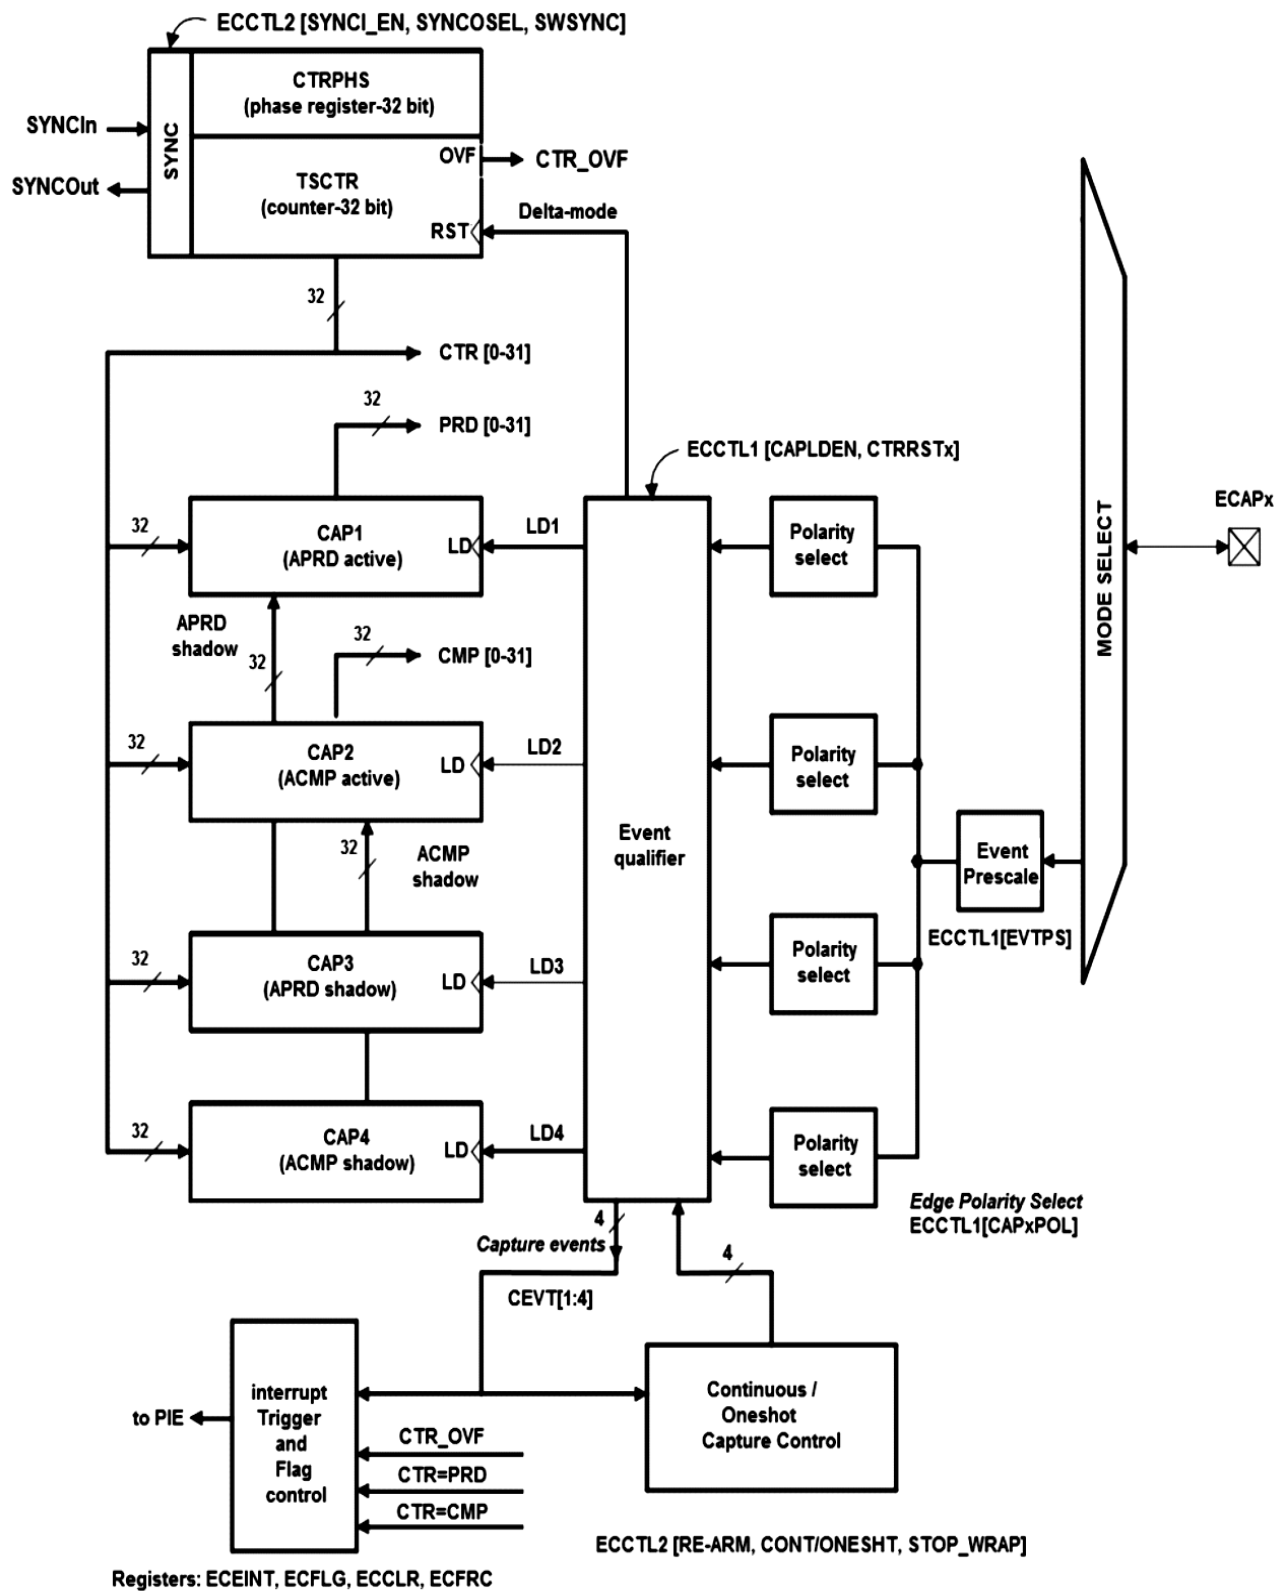 ECCTL2 [SYNCI_EN, SYNCOSEL, SWSYNC]
SYNC
CTRPHS
(phase register-32 bit)
SYNCIn
OVF
CTR_OVF
SYNCOut
TSCTR
(counter-32 bit)
Delta-mode
RST
32
CTR [0-31]
32
PRD [0-31]
ECCTL1 [CAPLDEN, CTRRSTx]
ECAPx
MODE SELECT
32
CAP1
(APRD active)
LD
LD1
Polarity
select
APRD
shadow
32
32
CMP [0-31]
32
CAP2
(ACMP active)
LD
LD2
Polarity
select
Event
qualifier
32
ACMP
shadow
Event
Prescale
ECCTL1[EVTPS]
32
CAP3
(APRD shadow)
LD
LD3
Polarity
select
32
CAP4
(ACMP shadow)
LD
LD4
Polarity
select
Edge Polarity Select
ECCTL1[CAPxPOL]
4
Capture events
4
CEVT[1:4]
interrupt
Trigger
and
Flag
control
to PIE
Continuous /
Oneshot
Capture Control
CTR_OVF
CTR=PRD
CTR=CMP
ECCTL2 [RE-ARM, CONT/ONESHT, STOP_WRAP]
Registers: ECEINT, ECFLG, ECCLR, ECFRC